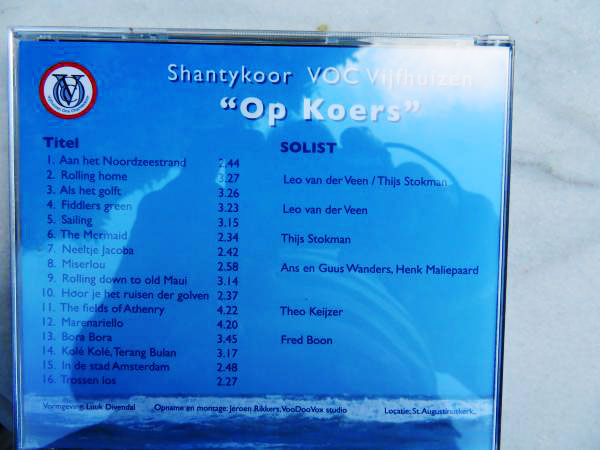 VOC
Shantykoor VOC Vijfhuizen
“Op Koers”
Titel
SOLIST
1. Aan het Noordzeestrand 2.44
2. Rolling home 3.27 Leo van der Veen / Thijs Stokman
3. Als het golft 3.26
4. Fiddlers green 3.23 Leo van der Veen
5. Sailing 3.15
6. The Mermaid 2.34 Thijs Stokman
7. Neeltje Jacoba 2.42
8. Miserlou 2.58 Ans en Guus Wanders, Henk Maliepaard
9. Rolling down to old Maui 3.14
10. Hoor je het ruisen der golven 2.37
11. The fields of Athenry 4.22 Theo Keijzer
12. Marenariello 4.20
13. Bora Bora 3.45 Fred Boon
14. Kolé Kolé, Terang Bulan 3.17
15. In de stad Amsterdam 2.48
16. Trossen los 2.27
Vormgeving: Luuk Divendal Opname en montage: Jeroen Rikkers, VooDooVox studio Locatie: St. Augustinuskerk,